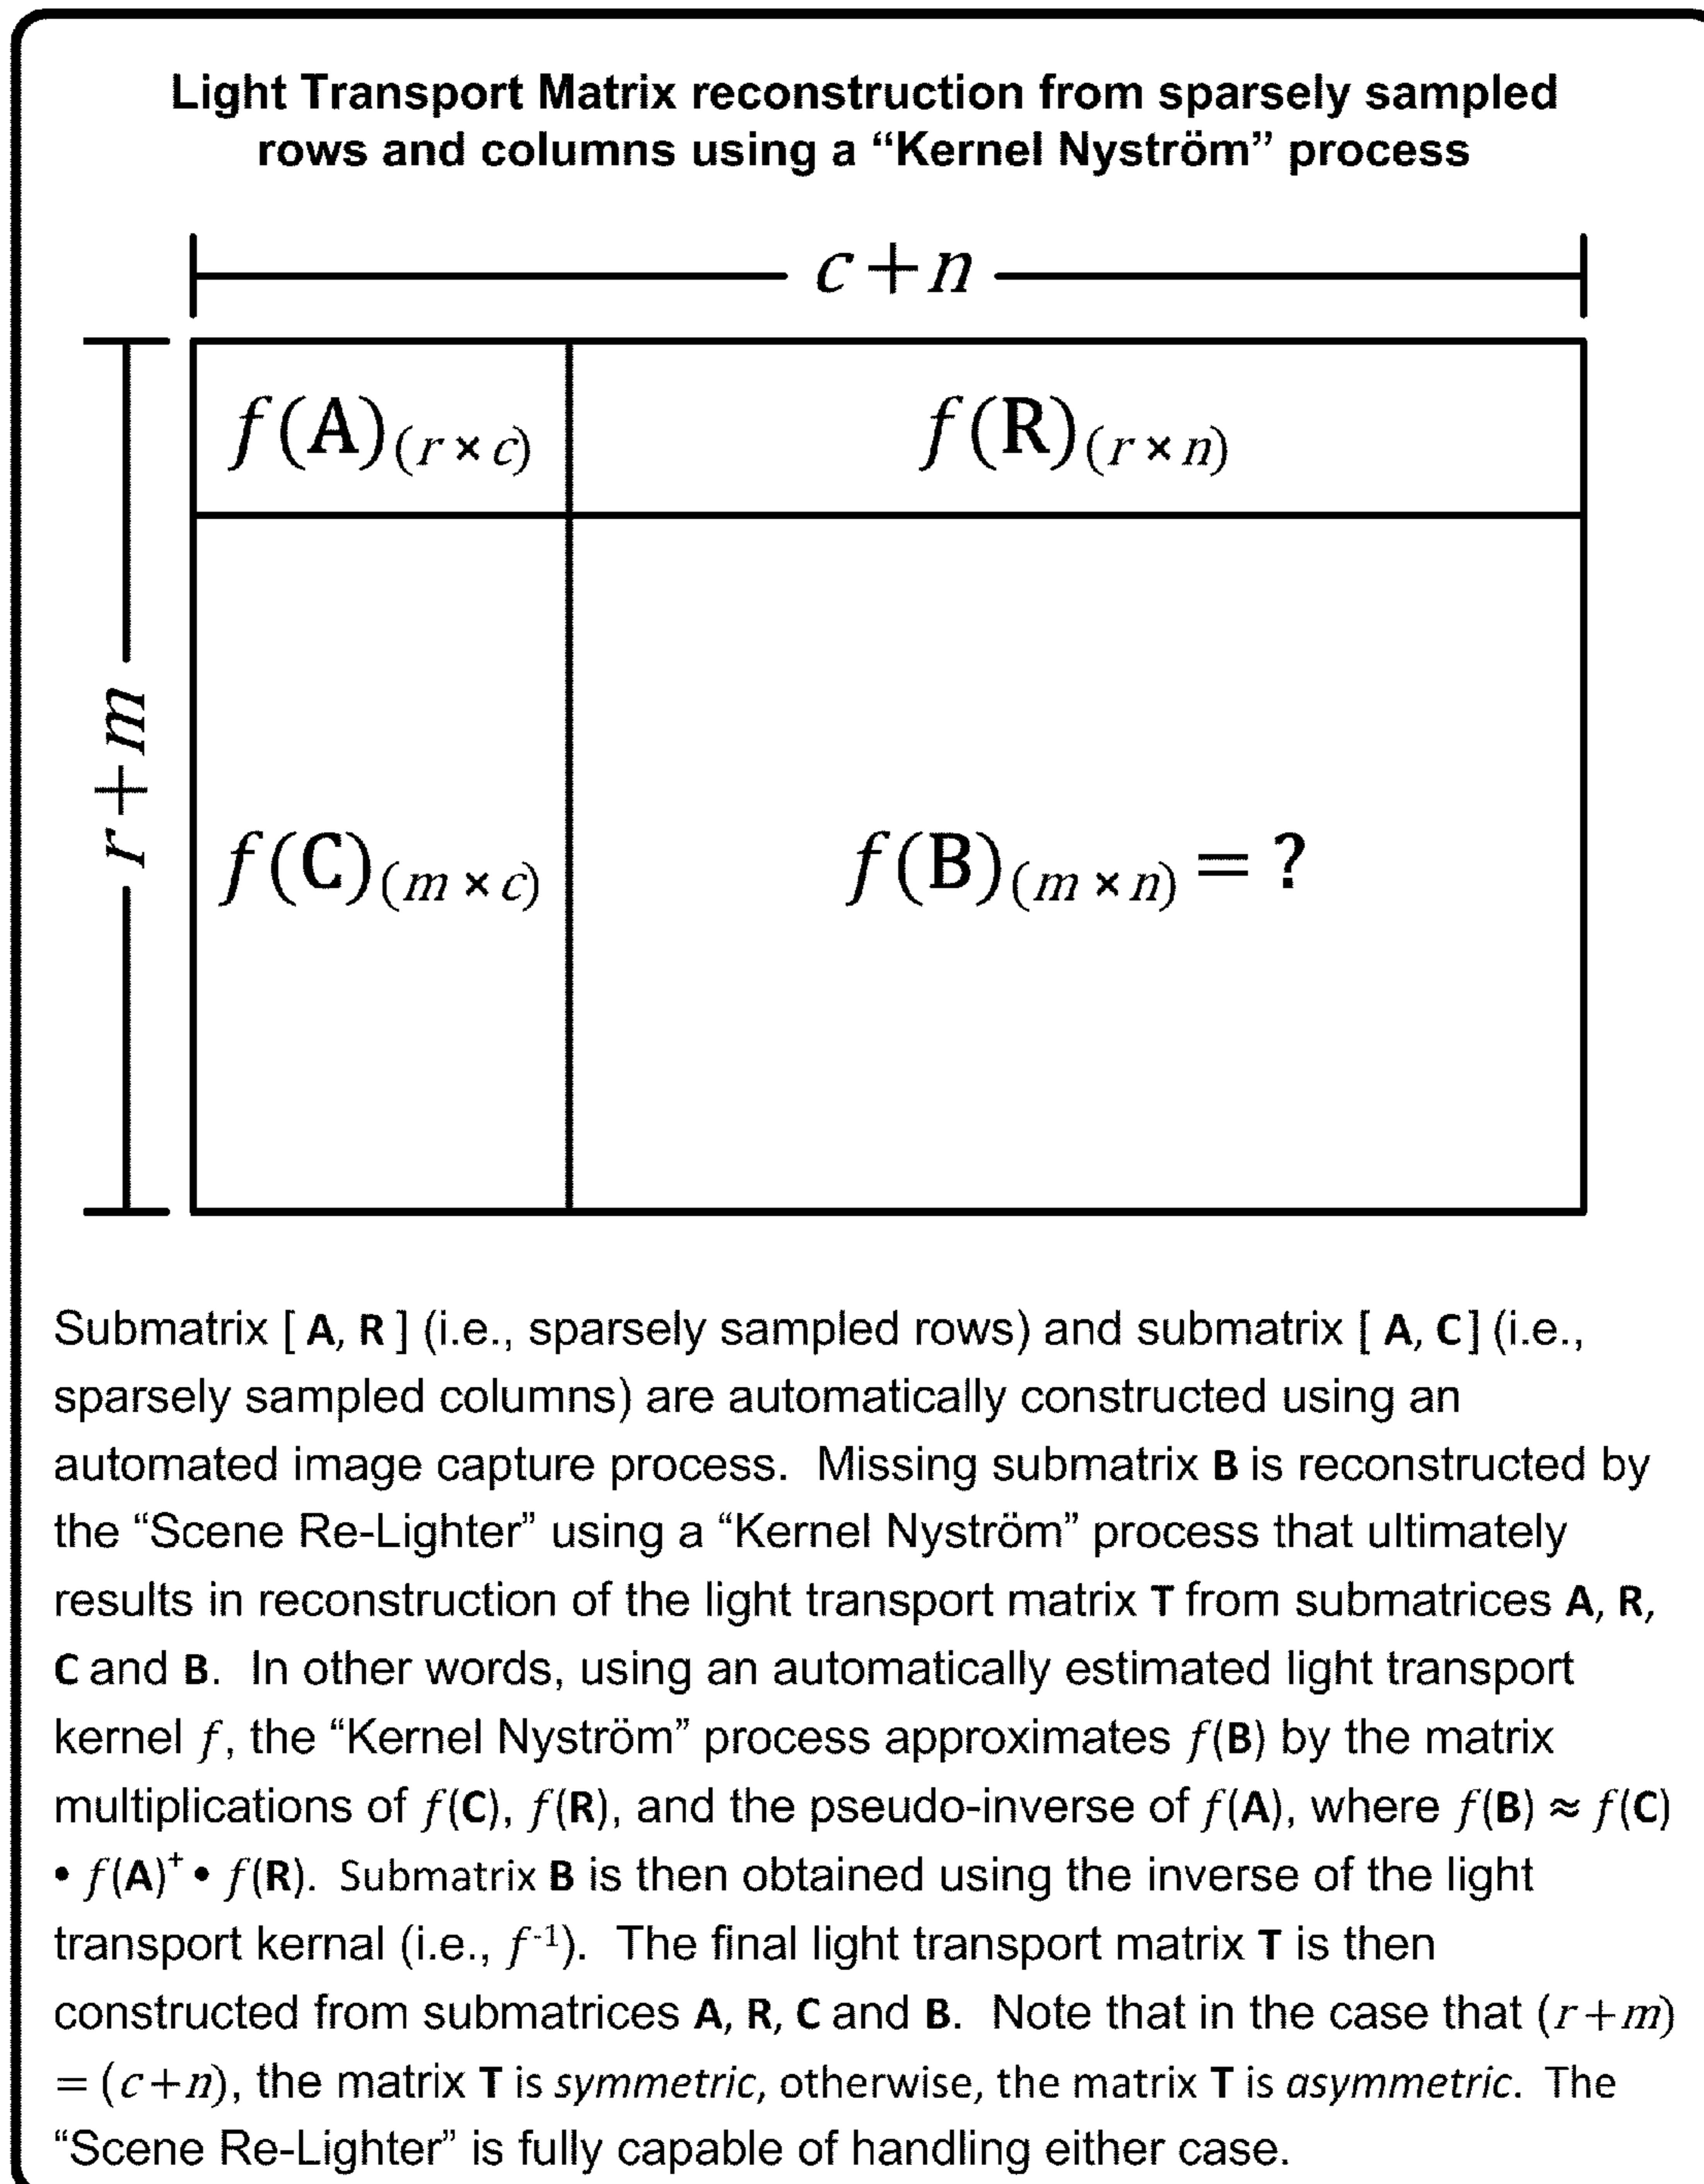 Light Transport Matrix reconstruction from sparsely sampled
rows and columns using a “Kernel Nyström” process
c+n
f(A)(r × c)
f(R)(r × n)
r+m
f(C)(m × c)
f(B)(m × n) = ?
Submatrix [ A, R ] (i.e., sparsely sampled rows) and submatrix [ A, C ] (i.e.,
sparsely sampled columns) are automatically constructed using an
automated image capture process. Missing submatrix B is reconstructed by
the “Scene Re-Lighter” using a “Kernel Nyström” process that ultimately
results in reconstruction of the light transport matrix T from submatrices A, R,
C and B. In other words, using an automatically estimated light transport
kernel f, the “Kernel Nyström” process approximates f(B) by the matrix
multiplications of f(C), f(R), and the pseudo-inverse of f(A), where f(B) ≈ f(C)
• f(A)⁺ • f(R). Submatrix B is then obtained using the inverse of the light
transport kernal (i.e., f⁻¹). The final light transport matrix T is then
constructed from submatrices A, R, C and B. Note that in the case that (r+m)
= (c+n), the matrix T is symmetric, otherwise, the matrix T is asymmetric. The
“Scene Re-Lighter” is fully capable of handling either case.